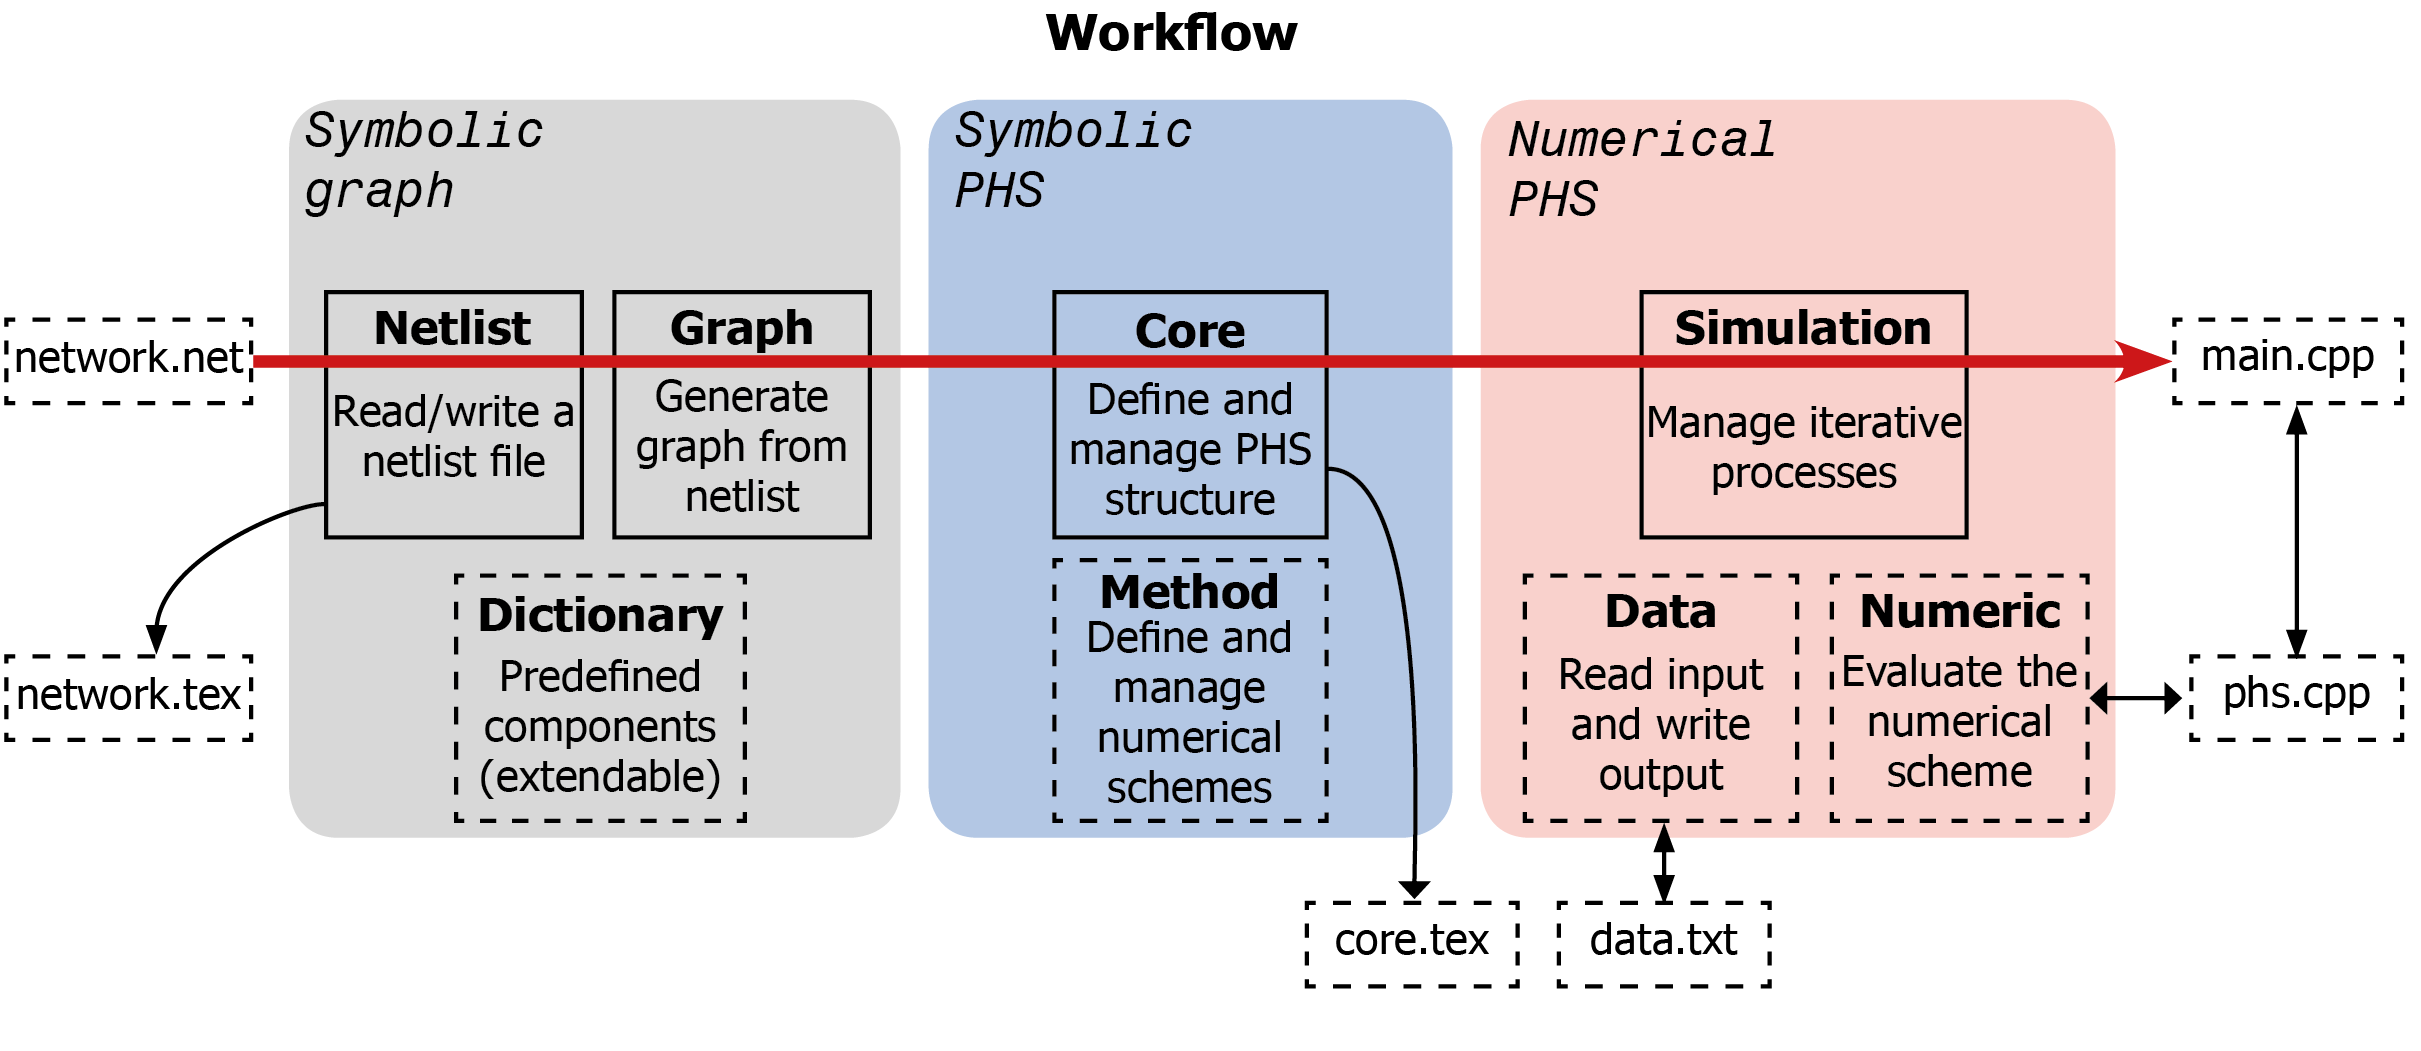 Workflow
Symbolic
graph
Symbolic
PHS
Numerical
PHS
network.net
Netlist
Read/write a
netlist file
Graph
Generate
graph from
netlist
Core
Define and
manage PHS
structure
Simulation
Manage iterative
processes
main.cpp
network.tex
Dictionary
Predefined
components
(extendable)
Method
Define and
manage
numerical
schemes
Data
Read input
and write
output
Numeric
Evaluate the
numerical
scheme
phs.cpp
core.tex
data.txt